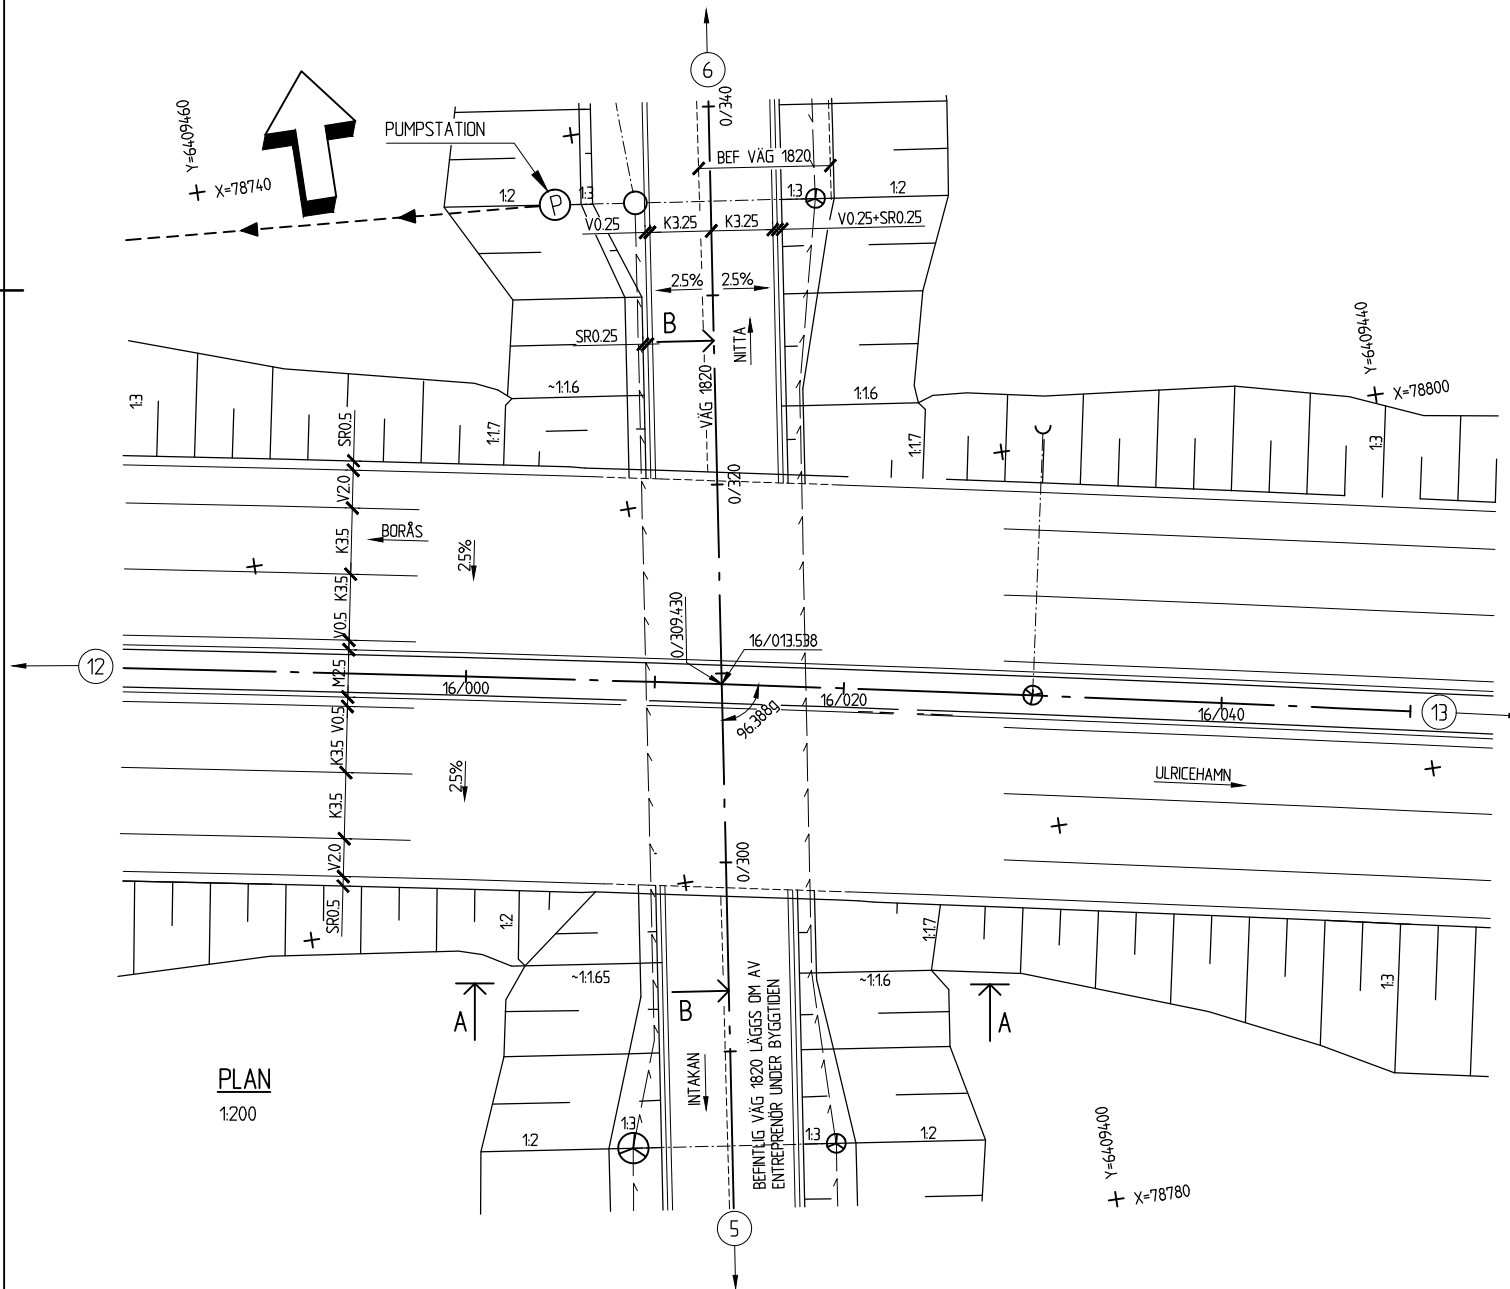 6
0/340
Y=6409460
X=78740
PUMPSTATION
BEF VÄG 1820
1:2
P
1:3
1:3
1:2
V0.25
K3.25
K3.25
V0.25+SR0.25
2.5%
2.5%
SR0.25
B
NITTA
Y=6409440
X=78800
~1:1.6
VÄG 1820
1:1.6
1:3
SR0.5
1:1.7
1:1.7
1:3
V2.0
0/320
K3.5
BORÅS
2.5%
K3.5
V0.5
0/309.430
16/013.538
12
M2.5
16/000
16/020
16/040
13
V0.5
96.388g
K3.5
2.5%
ULRICEHAMN
K3.5
V2.0
0/300
SR0.5
1:2
1:1.7
~1:1.65
~1:1.6
1:3
A
B
A
BEFINTLIG VÄG 1820 LÄGGS OM AV
ENTREPRENÖR UNDER BYGGTIDEN
INTAKAN
PLAN
1:200
1:2
1:3
1:3
1:2
Y=6409400
X=78780
5